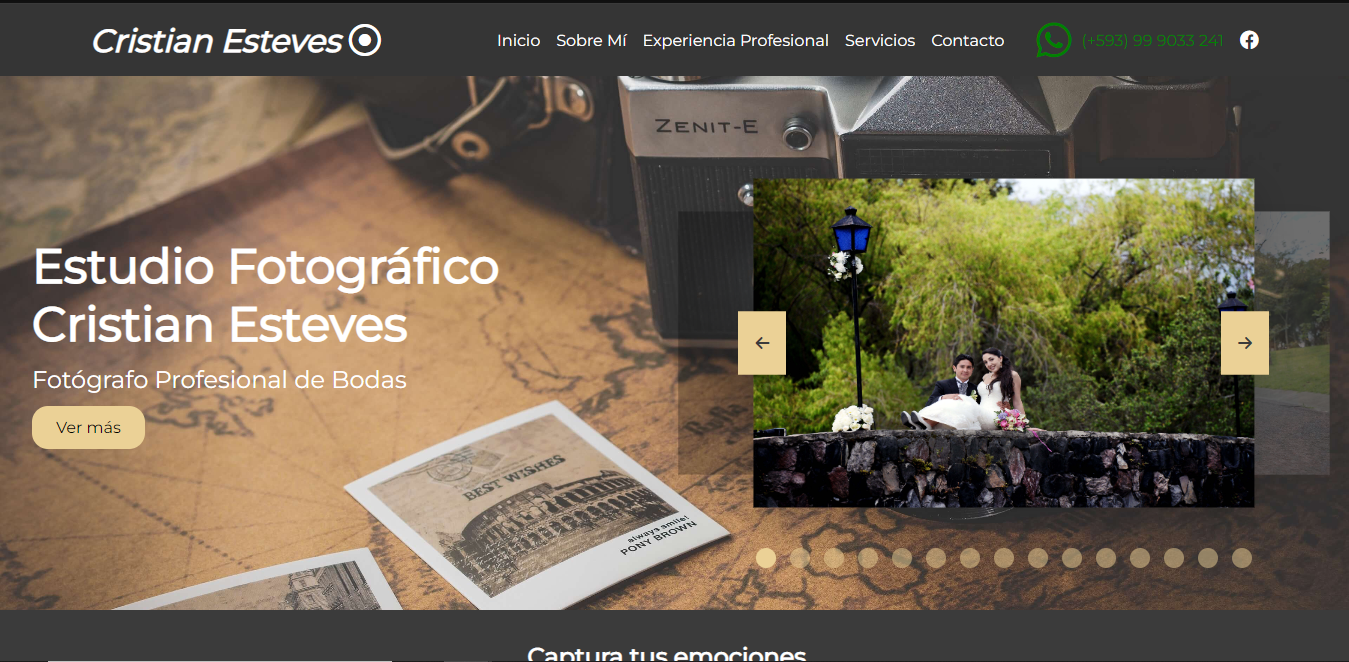 Cristian Esteves
Inicio Sobre Mí Experiencia Profesional Servicios Contacto (+593) 99 9033 241
ZENIT-E
Estudio Fotográfico
Cristian Esteves
Fotógrafo Profesional de Bodas
Ver más
BEST WISHES
always smile!
PONY BROWN
Captura tus emociones